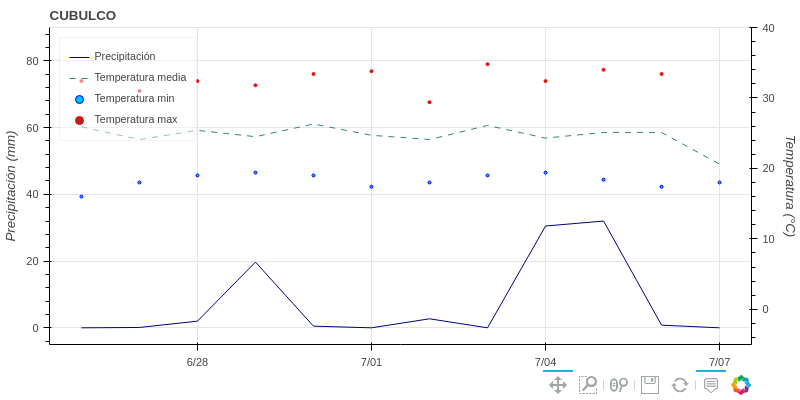 CUBULCO
Precipitación
Temperatura media
Temperatura min
Temperatura max
Precipitación (mm)
80
60
40
20
0
Temperatura (°C)
40
30
20
10
0
6/28
7/01
7/04
7/07